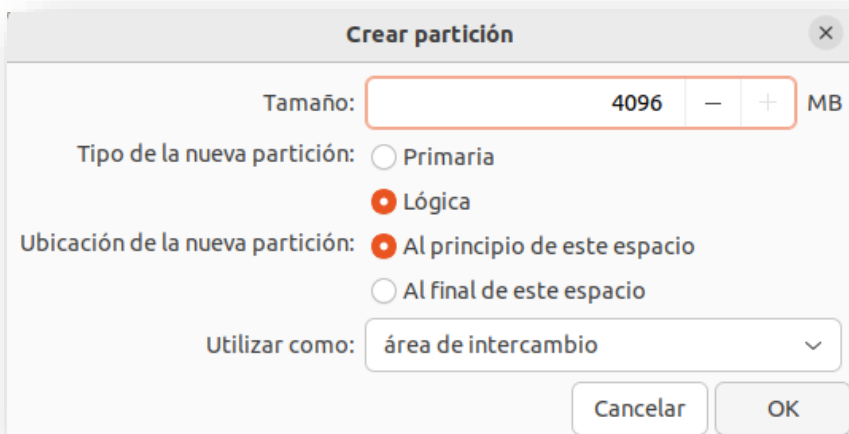 Crear partición
Tamaño: 4096 MB
Tipo de la nueva partición: Primaria
Lógica
Ubicación de la nueva partición: Al principio de este espacio
Al final de este espacio
Utilizar como: área de intercambio
Cancelar OK